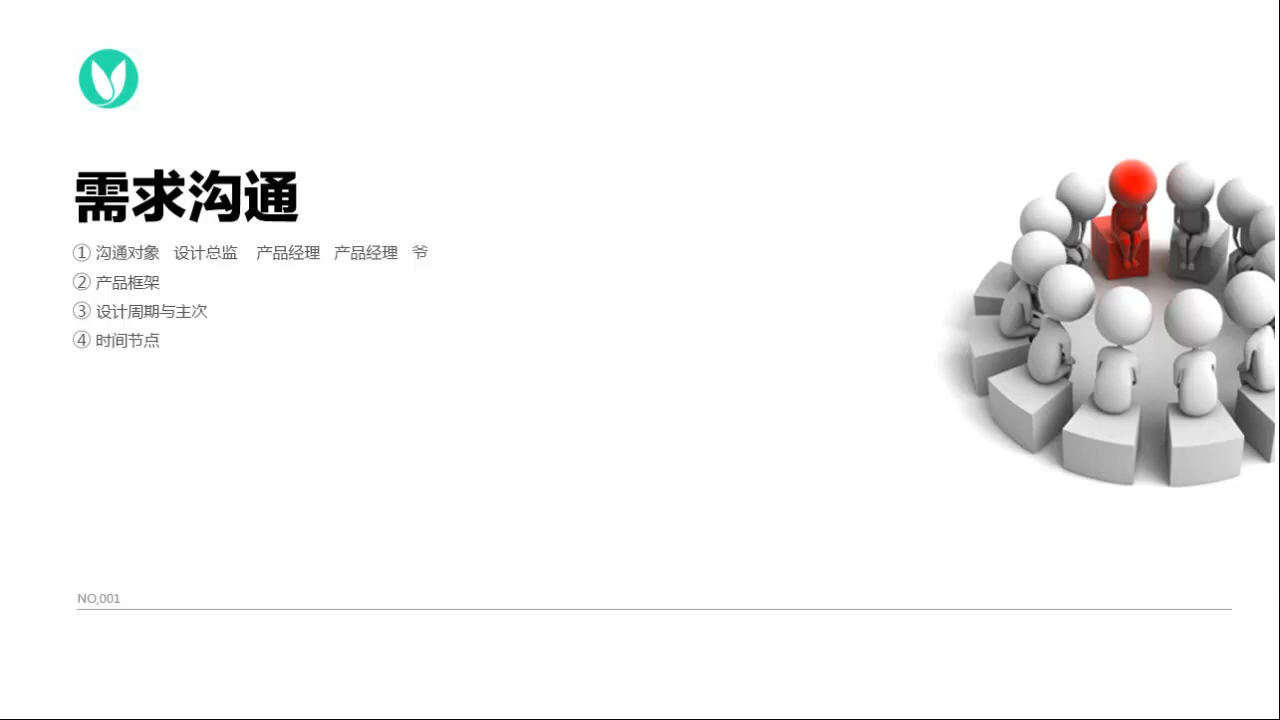 需求沟通
① 沟通对象 设计总监 产品经理 产品经理 爷
② 产品框架
③ 设计周期与主次
④ 时间节点
NO,001